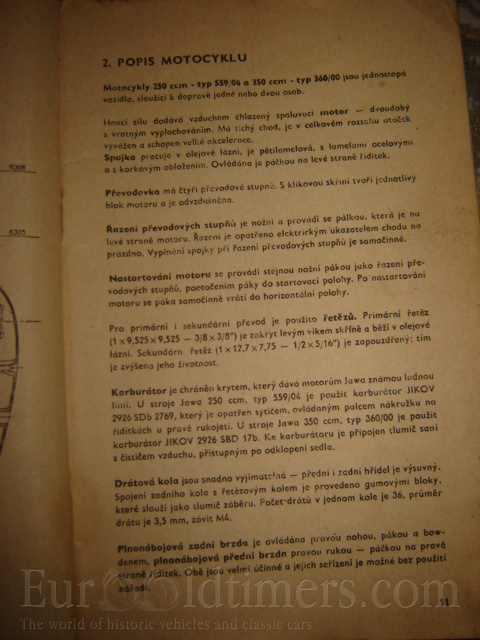 6306
6305
2. POPIS MOTOCYKLU
Motocykly 250 ccm - typ 559/04 a 350 ccm - typ 360/00 jsou jednostopá
vozidla, sloužící k dopravě jedné nebo dvou osob.
Hnací sílu dodává vzduchem chlazený spalovací motor — dvoudobý
s vratným vyplachováním. Má tichý chod, je v celkovém rozsahu otáček
vyvážen a schopen velké akcelerace.
Spojka pracuje v olejové lázni, je pětilamelová, s lamelami ocelovými
a s korkovým obložením. Ovládána je páčkou na levé straně řidítek.
Převodovka má čtyři převodové stupně. S klikovou skříní tvoří jednotlivý
blok motoru a je odvzdušněna.
Řazení převodových stupňů je nožní a provádí se pákou, která je na
levé straně motoru. Řazení je opatřeno elektrickým ukazatelem chodu na
prázdno. Vypínání spojky při řazení převodových stupňů je samočinné.
Nastartování motoru se provádí stejnou nožní pákou jako řazení pře-
vodových stupňů, pootočením páky do startovací polohy. Po nastartování
motoru se páka samočinně vrátí do horizontální polohy.
Pro primární i sekundární převod je použito řetězů. Primární řetěz
(1 × 9,525 × 9,525 — 3/8 × 3/8") je zakryt levým víkem skříně a běží v olejové
lázni. Sekundárn řetěz (1 × 12,7 × 7,75 — 1/2 × 5/16") je zapouzdřený; tím
je zvýšena jeho životnost.
Karburátor je chráněn krytem, který dává motorům Jawa známou ladnou
linii. U stroje Jawa 250 ccm, typ 559/04 je použit karburátor JIKOV
2926 SDb 2769, který je opatřen sytičem, ovládaným palcem nákružku na
řidítkách u pravé rukojeti. U stroje Jawa 350 ccm, typ 360/00 je použit
karburátor JIKOV 2926 SBD 17b. Ke karburátoru je připojen tlumič sání
s čističem vzduchu, přístupným po odklopení sedla.
Drátová kola jsou snadno vyjímatelná — přední i zadní hřídel je výsuvný.
Spojení zadního kola s řetězovým kolem je provedeno gumovými bloky,
které slouží jako tlumič záběru. Počet drátů v jednom kole je 36, průměr
drátu je 3,5 mm, závit M4.
Plnonábojová zadní brzda je ovládána pravou nohou, pákou a bow-
denem, plnonábojová přední brzda pravou rukou — páčkou na pravé
straně řidítek. Obě jsou velmi účinné a jejich seřízení je možné bez použití
nářadí.
11
EuroOldtimers.com
The world of historic vehicles and classic cars